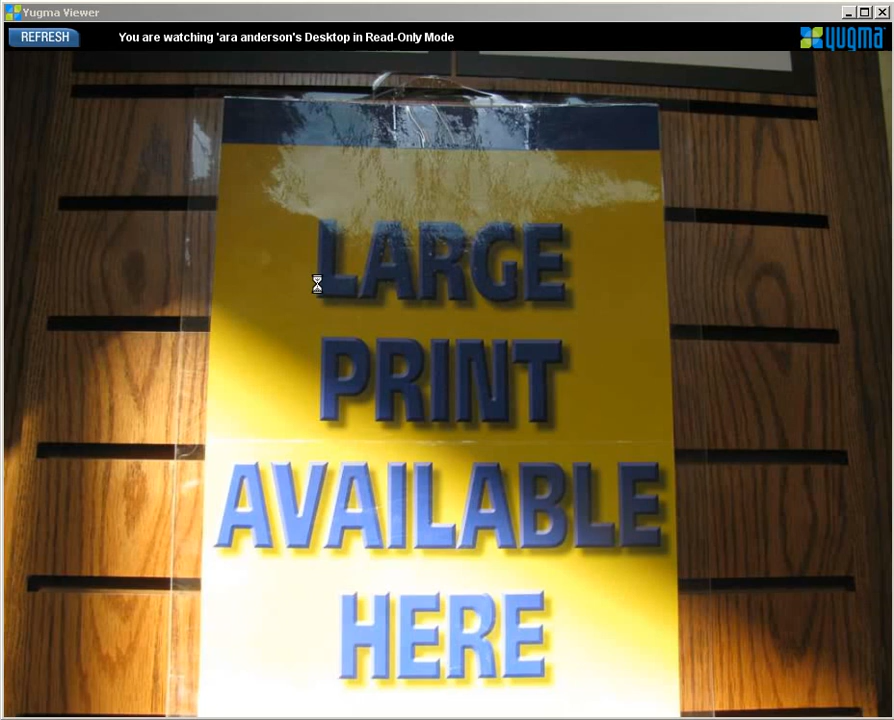 Yugma Viewer
REFRESH
You are watching 'ara anderson's Desktop in Read-Only Mode
yugma
LARGE
PRINT
AVAILABLE
HERE